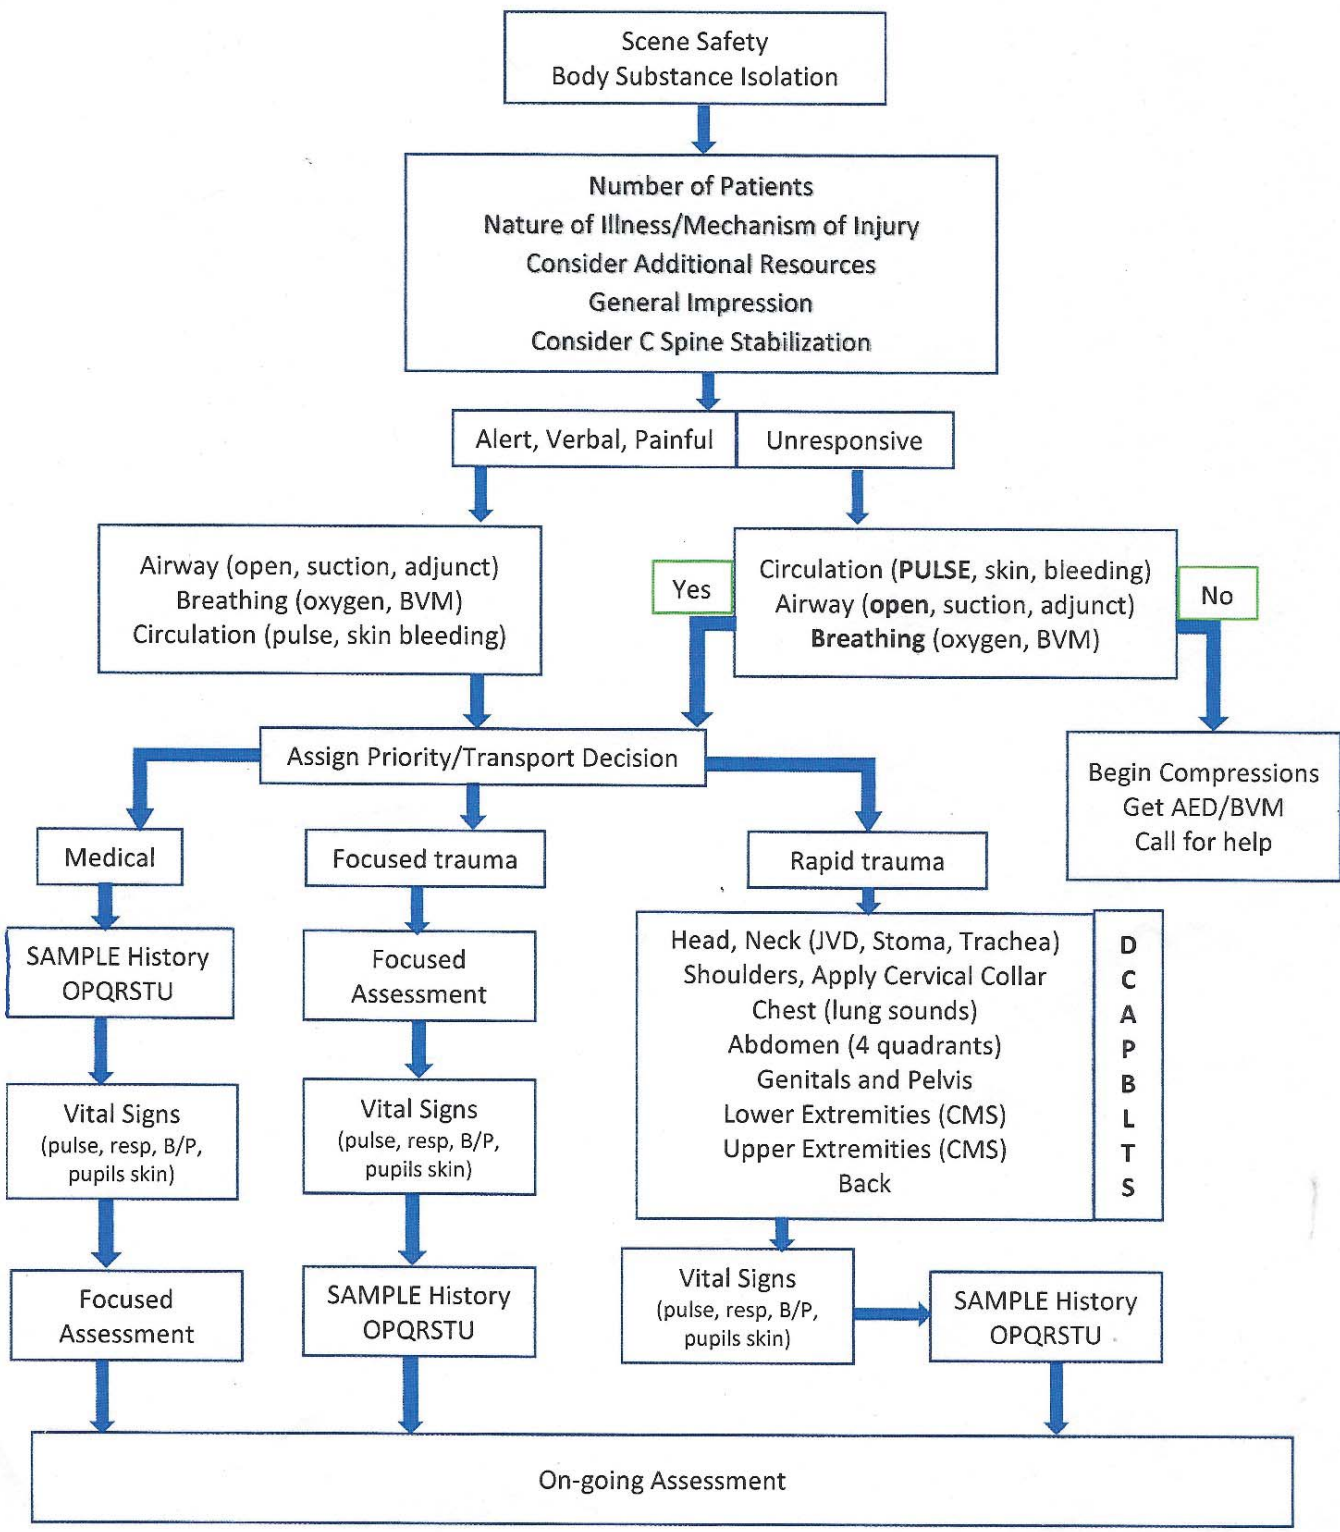 Scene Safety
Body Substance Isolation
Number of Patients
Nature of Illness/Mechanism of Injury
Consider Additional Resources
General Impression
Consider C Spine Stabilization
Alert, Verbal, Painful
Unresponsive
Airway (open, suction, adjunct)
Breathing (oxygen, BVM)
Circulation (pulse, skin bleeding)
Yes
Circulation (PULSE, skin, bleeding)
Airway (open, suction, adjunct)
Breathing (oxygen, BVM)
No
Assign Priority/Transport Decision
Begin Compressions
Get AED/BVM
Call for help
Medical
Focused trauma
Rapid trauma
SAMPLE History
OPQRSTU
Vital Signs
(pulse, resp, B/P,
pupils skin)
Focused
Assessment
Focused
Assessment
Vital Signs
(pulse, resp, B/P,
pupils skin)
SAMPLE History
OPQRSTU
Head, Neck (JVD, Stoma, Trachea)
Shoulders, Apply Cervical Collar
Chest (lung sounds)
Abdomen (4 quadrants)
Genitals and Pelvis
Lower Extremities (CMS)
Upper Extremities (CMS)
Back
D
C
A
P
B
L
T
S
Vital Signs
(pulse, resp, B/P,
pupils skin)
SAMPLE History
OPQRSTU
On-going Assessment